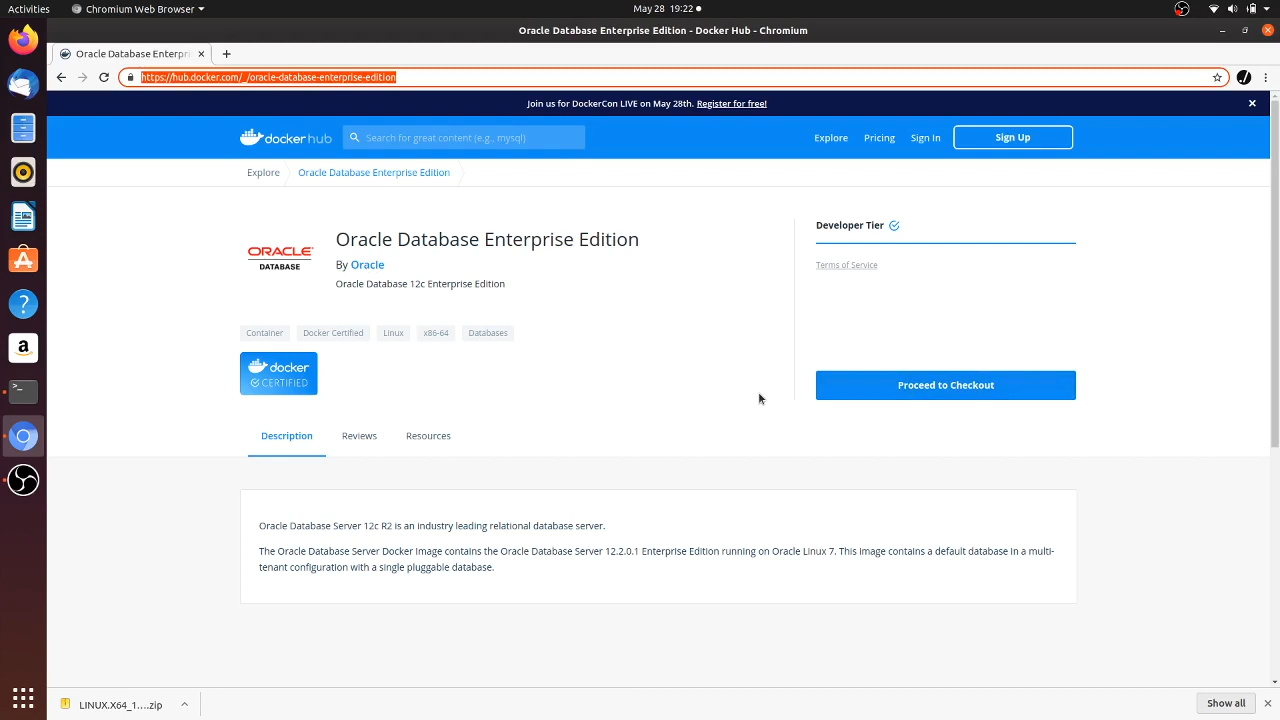 Activities
Chromium Web Browser
May 28 19:22
Oracle Database Enterprise Edition - Docker Hub - Chromium
Oracle Database Enterpri
https://hub.docker.com/_/oracle-database-enterprise-edition
Join us for DockerCon LIVE on May 28th. Register for free!
docker hub
Search for great content (e.g., mysql)
Explore
Pricing
Sign In
Sign Up
Explore
Oracle Database Enterprise Edition
ORACLE
DATABASE
Oracle Database Enterprise Edition
By Oracle
Oracle Database 12c Enterprise Edition
Developer Tier
Terms of Service
Container
Docker Certified
Linux
x86-64
Databases
docker
CERTIFIED
Proceed to Checkout
Description
Reviews
Resources
Oracle Database Server 12c R2 is an industry leading relational database server.
The Oracle Database Server Docker Image contains the Oracle Database Server 12.2.0.1 Enterprise Edition running on Oracle Linux 7. This image contains a default database in a multi-
tenant configuration with a single pluggable database.
LINUX.X64_1....zip
Show all